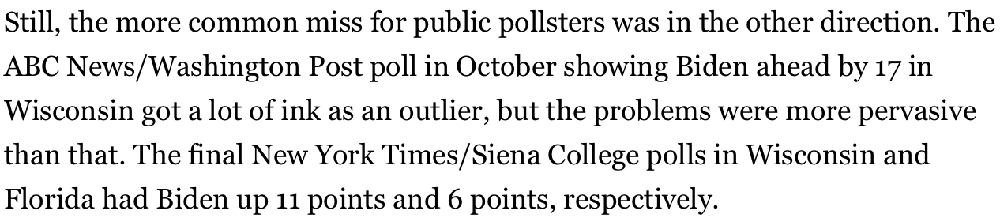 Still, the more common miss for public pollsters was in the other direction. The
ABC News/Washington Post poll in October showing Biden ahead by 17 in
Wisconsin got a lot of ink as an outlier, but the problems were more pervasive
than that. The final New York Times/Siena College polls in Wisconsin and
Florida had Biden up 11 points and 6 points, respectively.